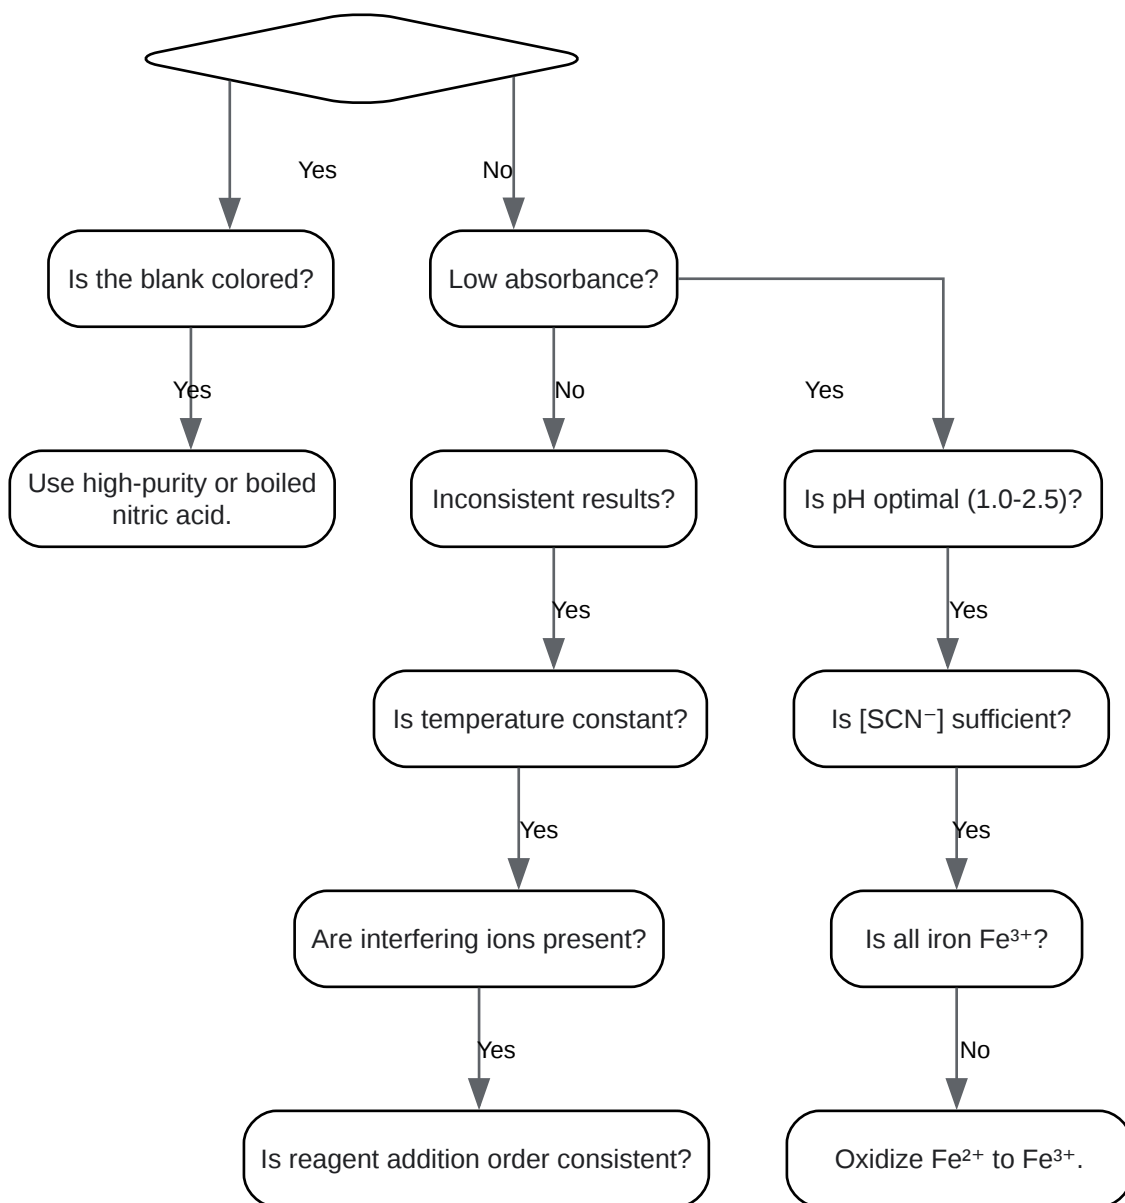 Yes
No
Is the blank colored?
Low absorbance?
Yes
No
Yes
Use high-purity or boiled
nitric acid.
Inconsistent results?
Is pH optimal (1.0-2.5)?
Yes
Yes
Is temperature constant?
Is [SCN⁻] sufficient?
Yes
Yes
Are interfering ions present?
Is all iron Fe³⁺?
Yes
No
Is reagent addition order consistent?
Oxidize Fe²⁺ to Fe³⁺.